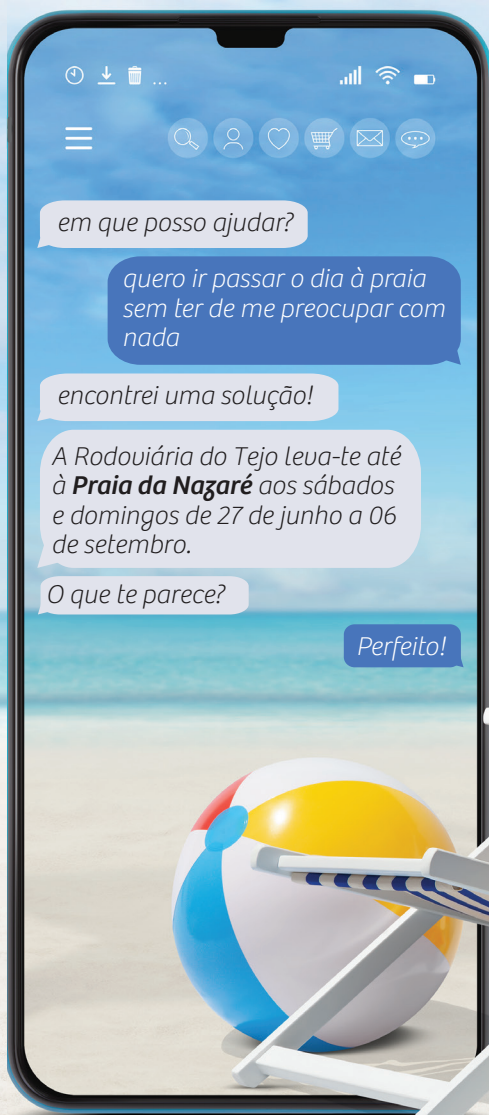 ...
em que posso ajudar?
quero ir passar o dia à praia
sem ter de me preocupar com
nada
encontrei uma solução!
A Rodoviária do Tejo leva-te até
à Praia da Nazaré aos sábados
e domingos de 27 de junho a 06
de setembro.
O que te parece?
Perfeito!